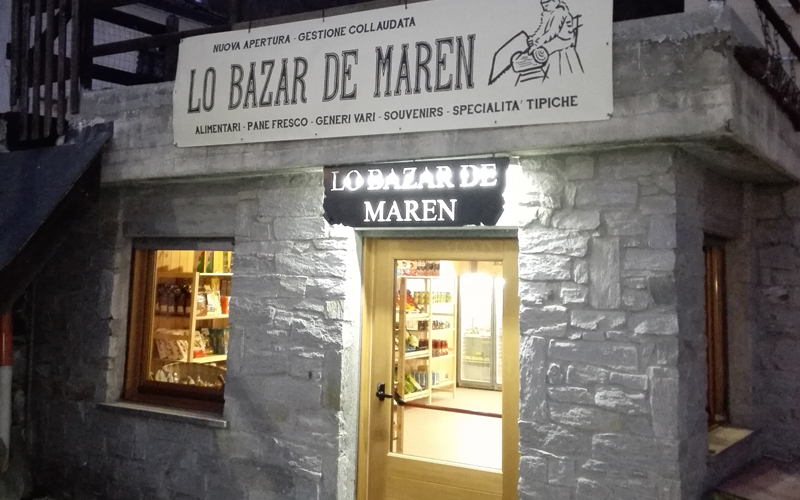 NUOVA APERTURA - GESTIONE COLLAUDATA
LO BAZAR DE MAREN
ALIMENTARI - PANE FRESCO - GENERI VARI - SOUVENIRS - SPECIALITA' TIPICHE
LO BAZAR DE
MAREN